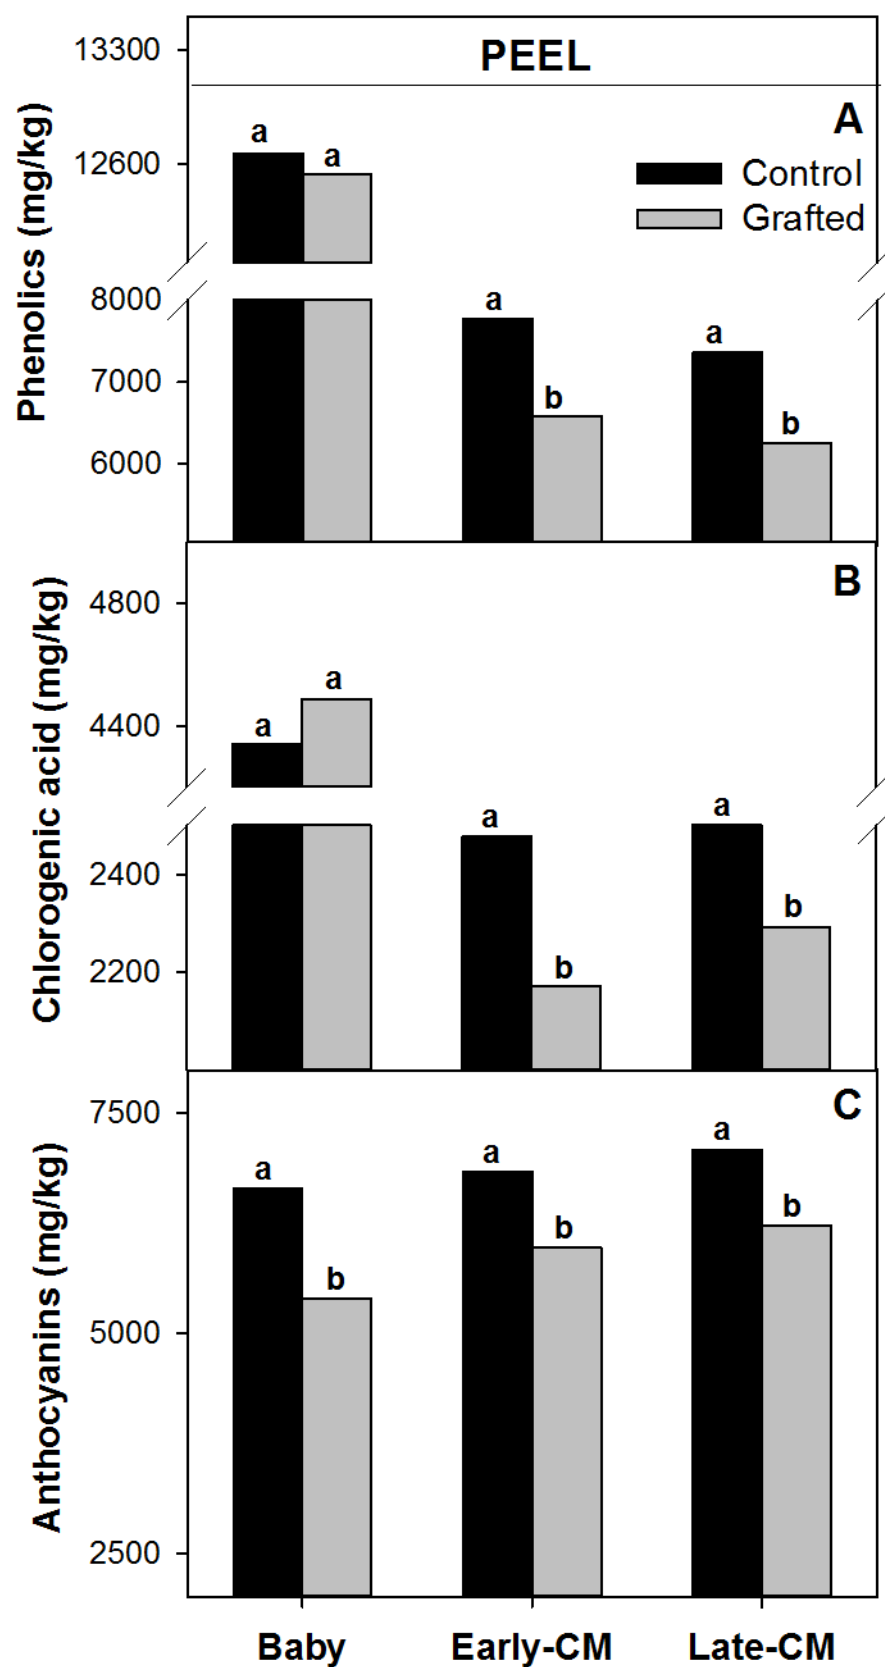 PEEL
A
Phenolics (mg/kg)
13300
12600
8000
7000
6000
Control
Grafted
a
a
a
b
a
b
B
Chlorogenic acid (mg/kg)
4800
4400
2400
2200
a
a
a
b
a
b
C
Anthocyanins (mg/kg)
7500
5000
2500
a
b
a
b
a
b
Baby
Early-CM
Late-CM